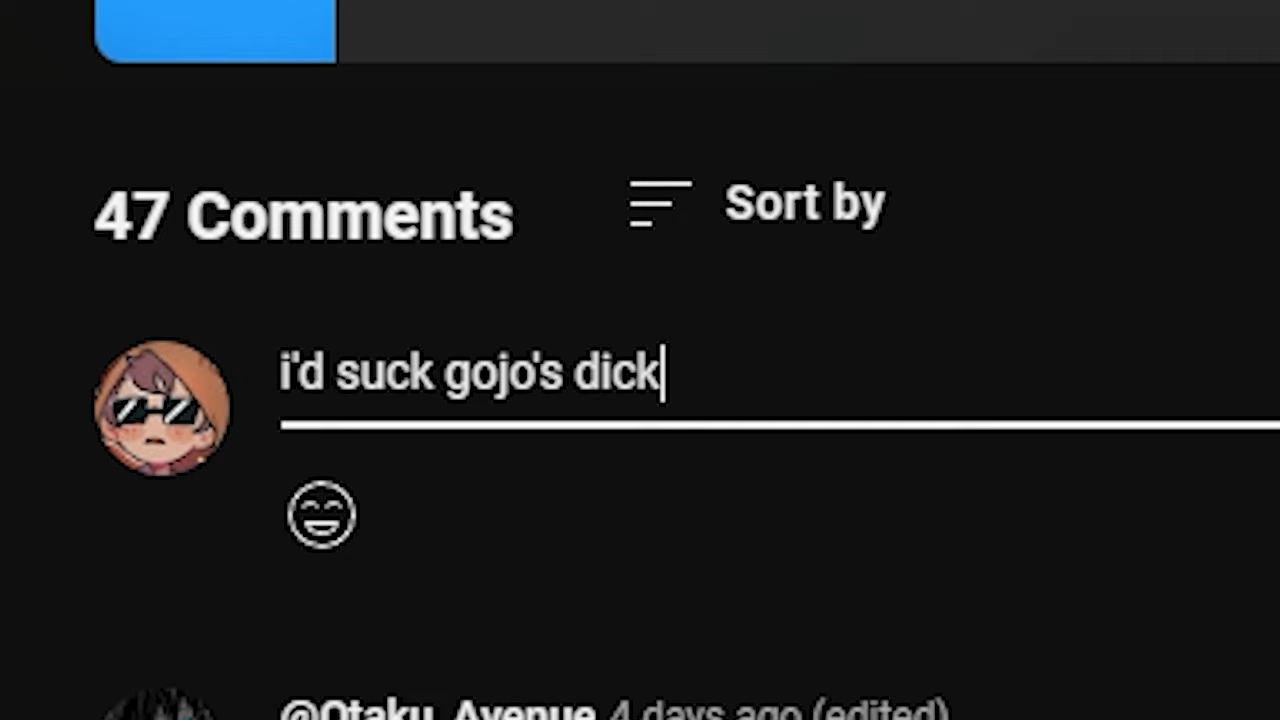 47 Comments
Sort by
i'd suck gojo's dick
@Otaku_Avenue 4 days ago (edited)